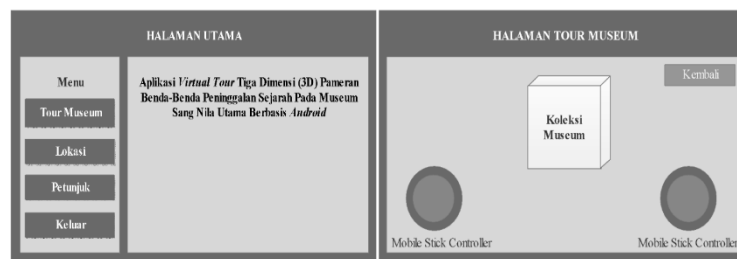 HALAMAN UTAMA
Menu
Tour Museum
Lokasi
Petunjuk
Keluar
Aplikasi Virtual Tour Tiga Dimensi (3D) Pameran
Benda-Benda Peninggalan Sejarah Pada Museum
Sang Nila Utama Berbasis Android
HALAMAN TOUR MUSEUM
Kembali
Koleksi
Museum
Mobile Stick Controller
Mobile Stick Controller